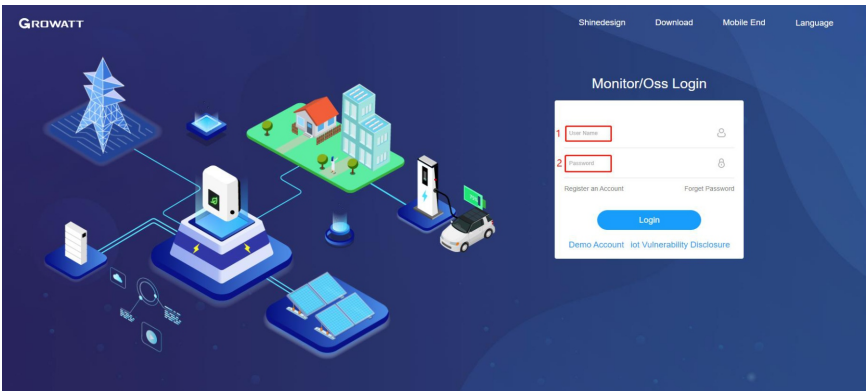 GROWATT
Shinedesign Download Mobile End Language
Monitor/Oss Login
1 User Name
2 Password
Register an Account Forget Password
Login
Demo Account iot Vulnerability Disclosure